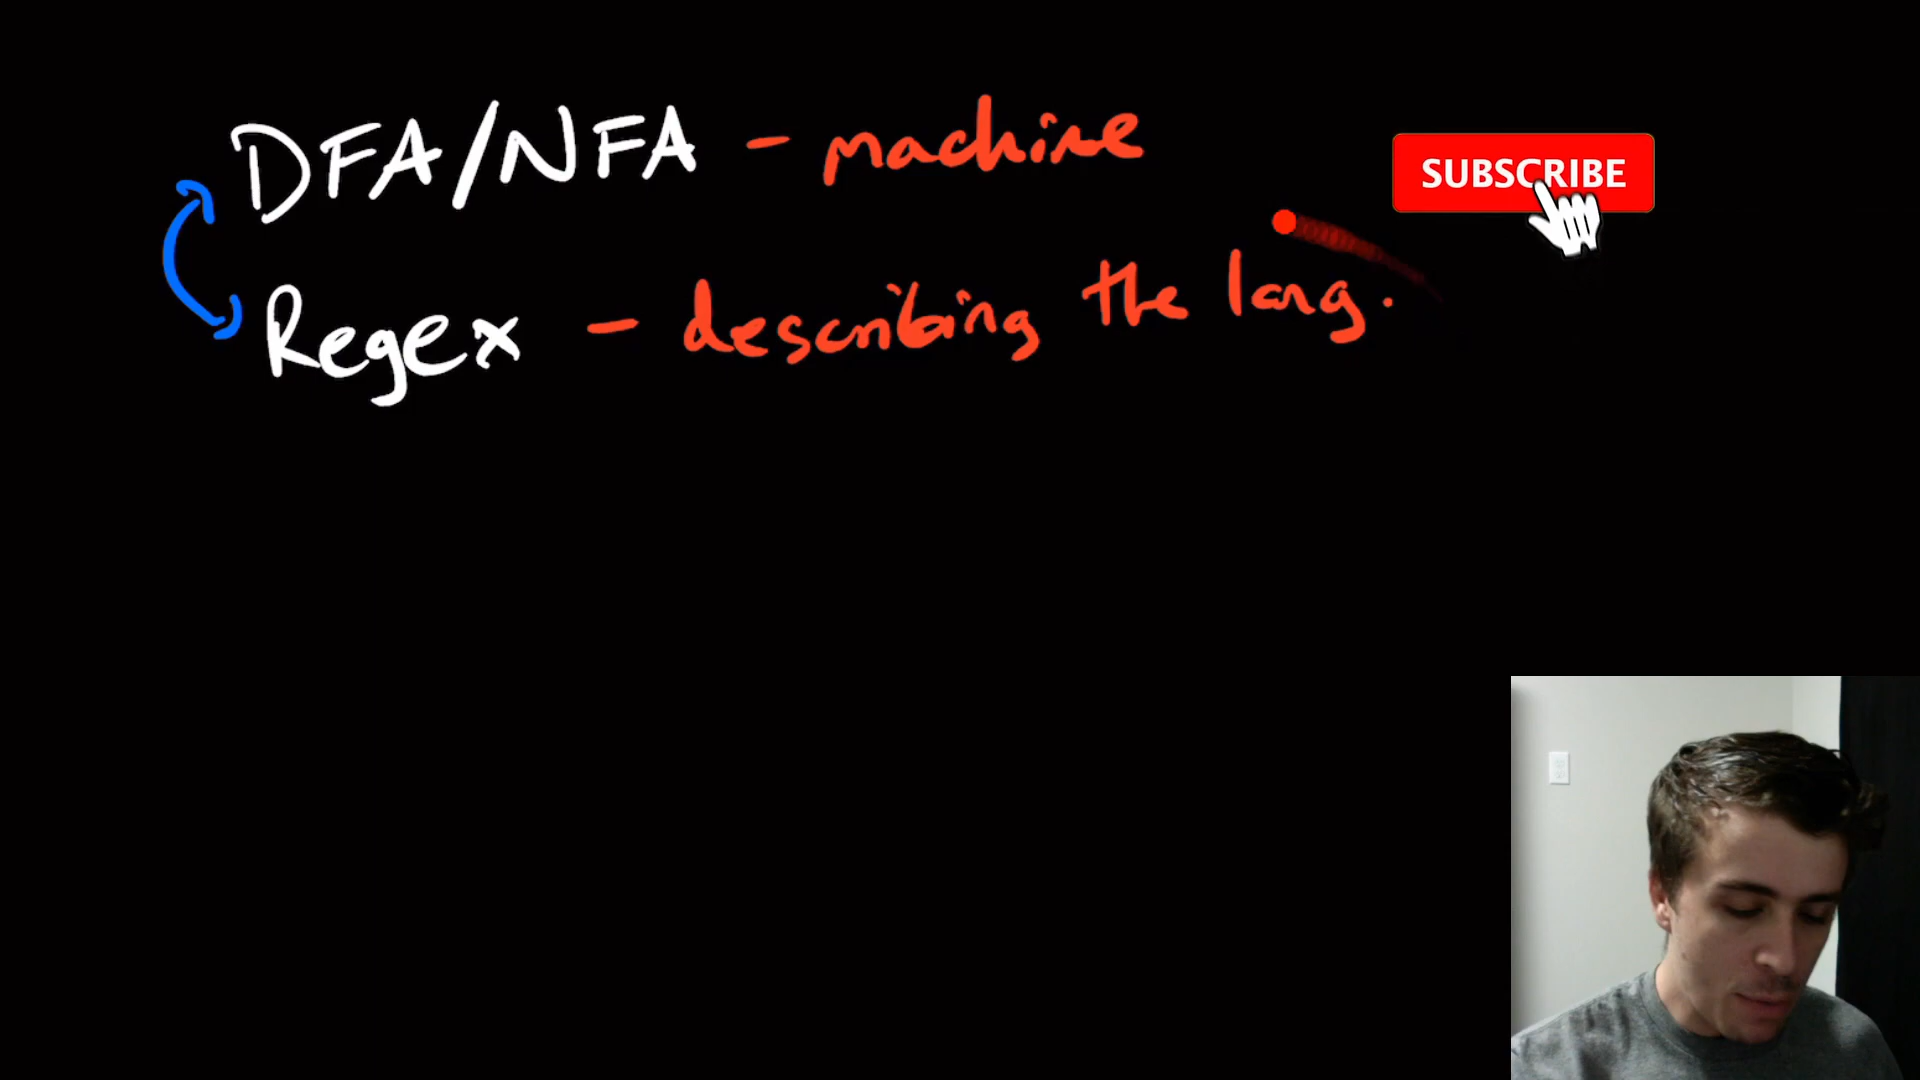 DFA/NFA - machine
SUBSCRIBE
Regex - describing the lang.